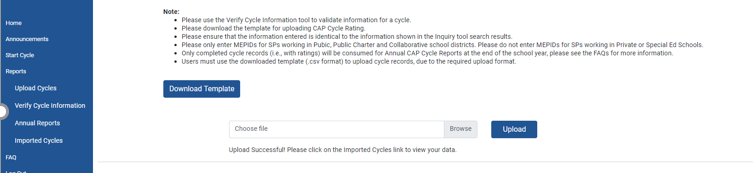 Home
Announcements
Start Cycle
Reports
Upload Cycles
Verify Cycle Information
Annual Reports
Imported Cycles
FAQ
Log Out
Note:
Please use the Verify Cycle Information tool to validate information for a cycle.
Please download the template for uploading CAP Cycle Rating.
Please ensure that the information entered is identical to the information shown in the Inquiry tool search results.
Please only enter MEPIDs for SPs working in Pubic, Public Charter and Collaborative school districts. Please do not enter MEPIDs for SPs working in Private or Special Ed Schools.
Only completed cycle records (i.e., with ratings) will be consumed for Annual CAP Cycle Reports at the end of the school year, please see the FAQs for more information.
Users must use the downloaded template (.csv format) to upload cycle records, due to the required upload format.
Download Template
Choose file Browse Upload
Upload Successful! Please click on the Imported Cycles link to view your data.